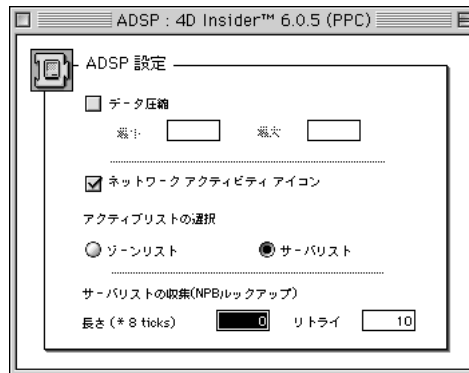 ADSP : 4D Insider™ 6.0.5 (PPC)
ADSP 設定
データ圧縮
最小 最大
ネットワーク アクティビティ アイコン
アクティブリストの選択
ゾーンリスト サーバリスト
サーバリストの収集(NPBルックアップ)
長さ (* 8 ticks) 0 リトライ 10